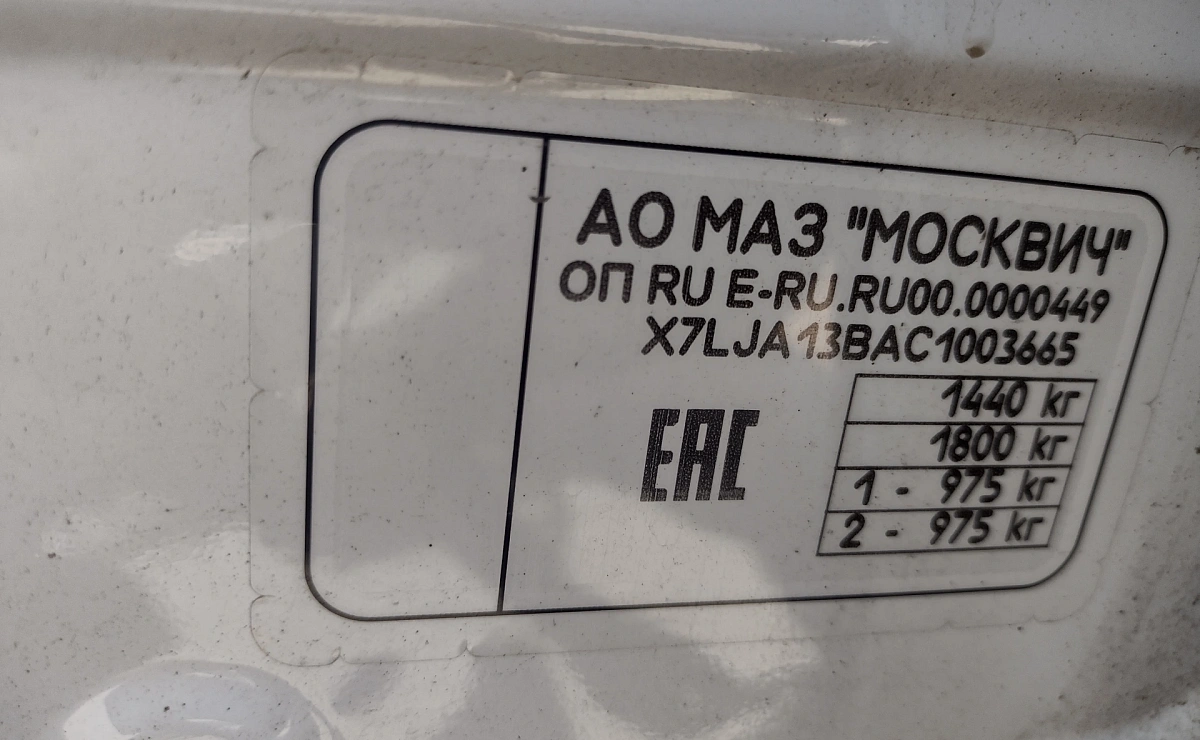 АО МАЗ "МОСКВИЧ"
ОП RU E-RU.RU00.0000449
X7LJA13BAC1003665
EAC
1440 кг
1800 кг
1 - 975 кг
2 - 975 кг